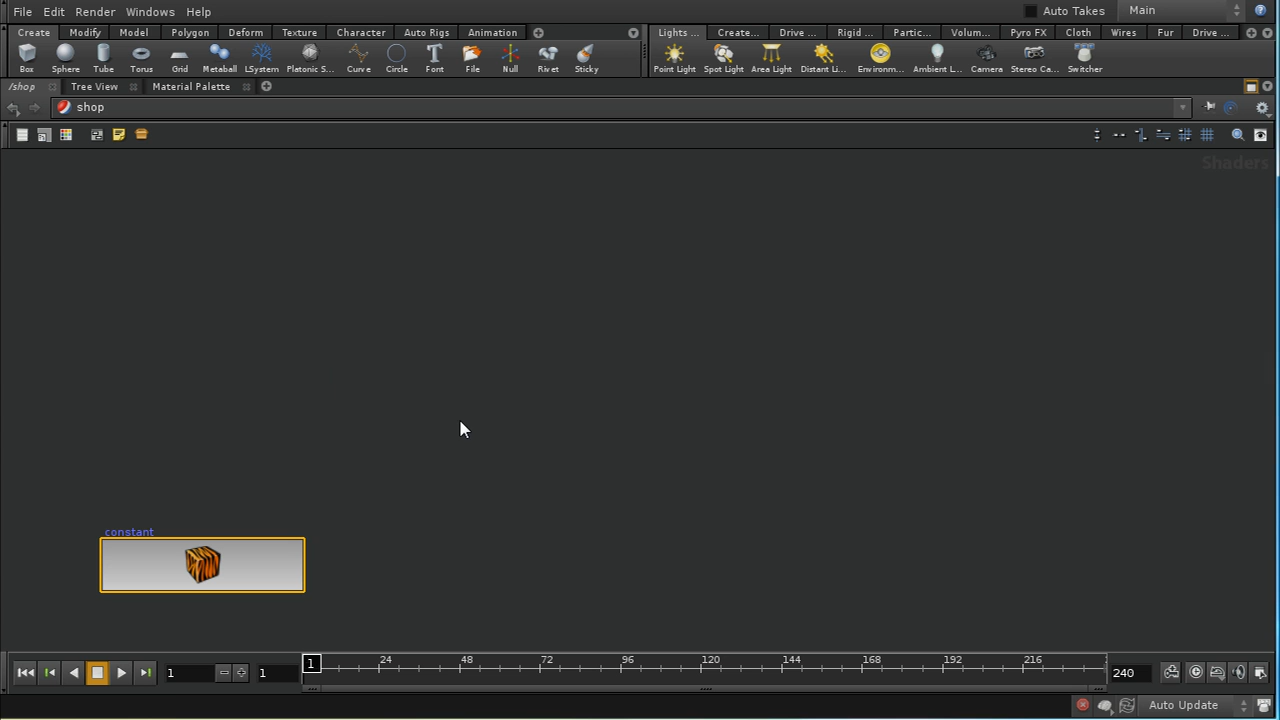 File Edit Render Windows Help Auto Takes Main
Create Modify Model Polygon Deform Texture Character Auto Rigs Animation Lights ... Create... Drive ... Rigid ... Partic... Volum... Pyro FX Cloth Wires Fur Drive ...
Box Sphere Tube Torus Grid Metaball LSystem Platonic S... Curve Circle Font File Null Rivet Sticky Point Light Spot Light Area Light Distant Li... Environm... Ambient L... Camera Stereo Ca... Switcher
/shop Tree View Material Palette
shop
Shaders
constant
1 1 1 24 48 72 96 120 144 168 192 216 240
Auto Update